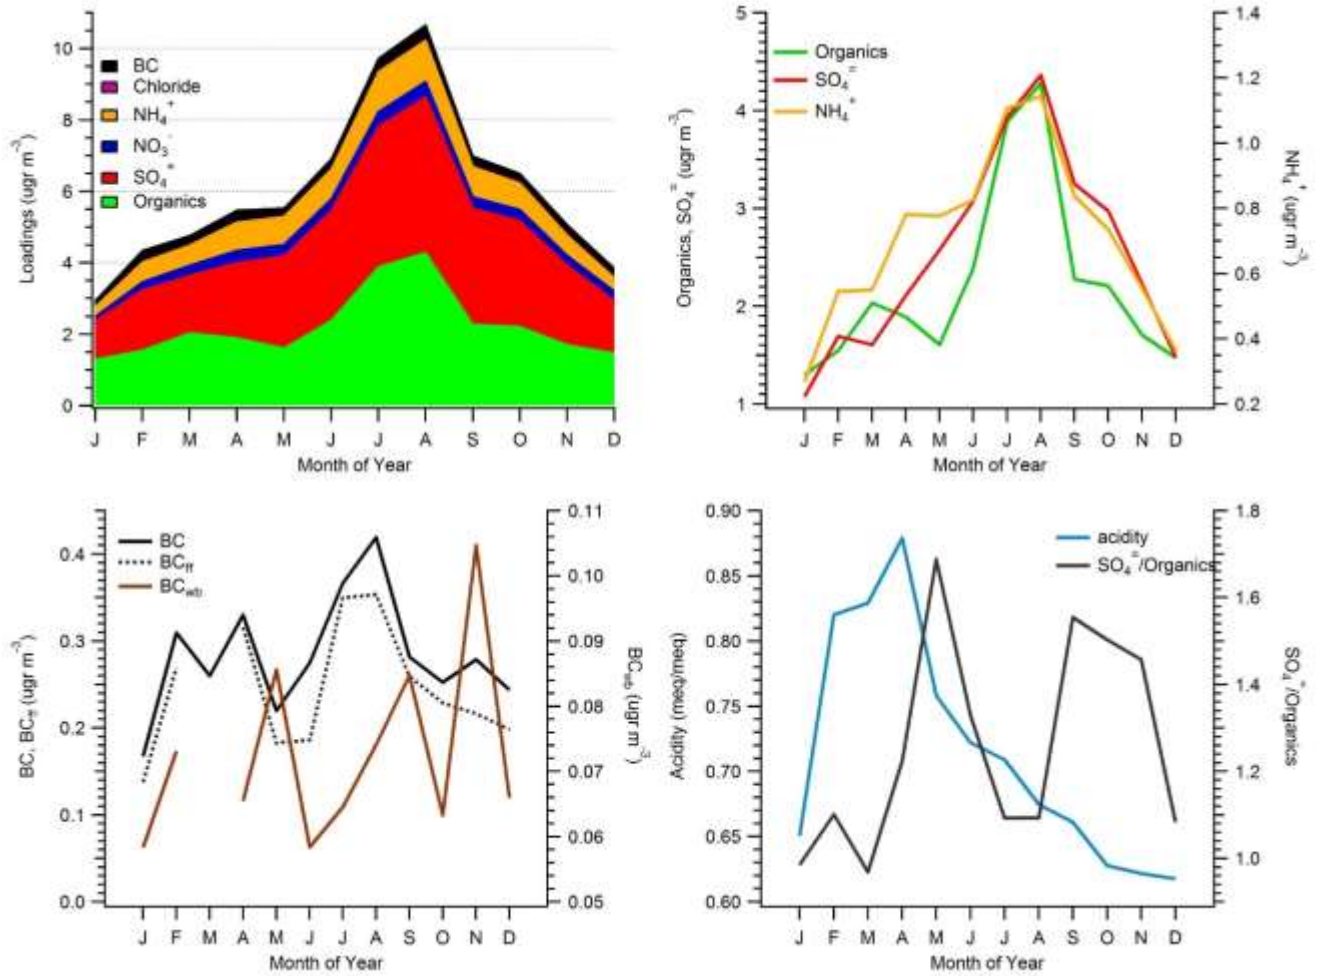 10
8
6
4
2
0
Loadings (ugr m⁻³)
BC
Chloride
NH₄⁺
NO₃⁻
SO₄⁼
Organics
J F M A M J J A S O N D
Month of Year
5
4
3
2
1
Organics, SO₄⁼ (ugr m⁻³)
Organics
SO₄⁼
NH₄⁺
1.4
1.2
1.0
0.8
0.6
0.4
0.2
NH₄⁺ (ugr m⁻³)
J F M A M J J A S O N D
Month of Year
0.4
0.3
0.2
0.1
0.0
BC, BCff (ugr m⁻³)
BC
BCff
BCwb
0.11
0.10
0.09
0.08
0.07
0.06
0.05
BCwb (ugr m⁻³)
J F M A M J J A S O N D
Month of Year
0.90
0.85
0.80
0.75
0.70
0.65
0.60
Acidity (meq/meq)
acidity
SO₄⁼/Organics
1.8
1.6
1.4
1.2
1.0
SO₄⁼/Organics
J F M A M J J A S O N D
Month of Year